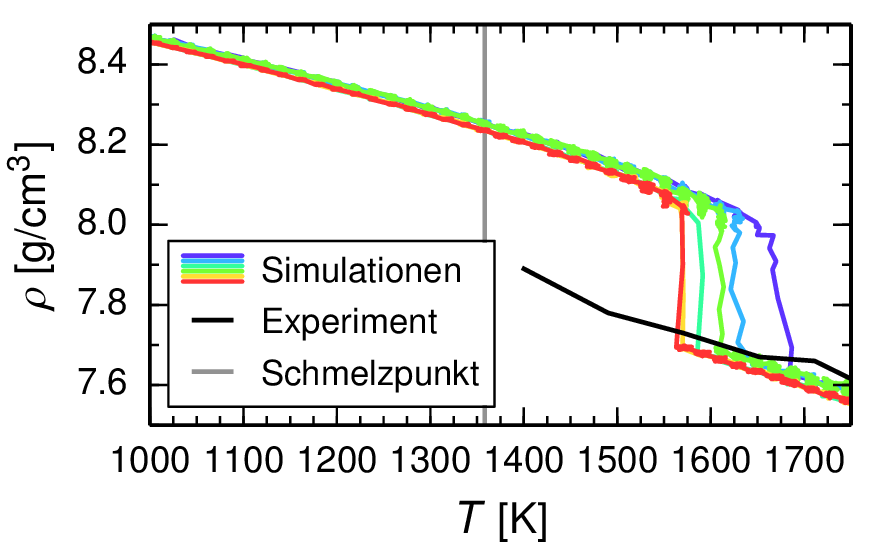 8.4
8.2
8.0
7.8
7.6
ρ [g/cm³]
Simulationen
Experiment
Schmelzpunkt
1000 1100 1200 1300 1400 1500 1600 1700
T [K]